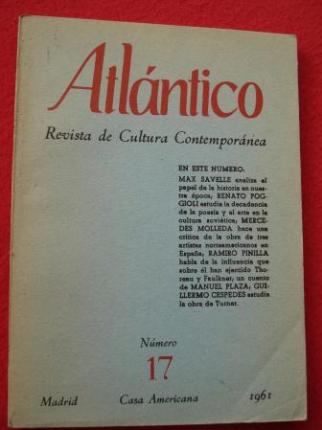 Atlántico
Revista de Cultura Contemporánea
EN ESTE NUMERO.
MAX SAVELLE analiza el
papel de la historia en nues-
tra época; RENATO POG-
GIOLI estudia la decadencia
de la poesía y el arte en la
cultura soviética; MERCE-
DES MOLLEDA hace una
crítica de la obra de tres
artistas norteamericanos en
España; RAMIRO PINILLA
habla de la influencia que
sobre él han ejercido Tho-
reau y Faulkner; un cuento
de MANUEL PLAZA; GUI-
LLERMO CESPEDES estudia
la obra de Turner.
Número
17
Madrid Casa Americana 1961